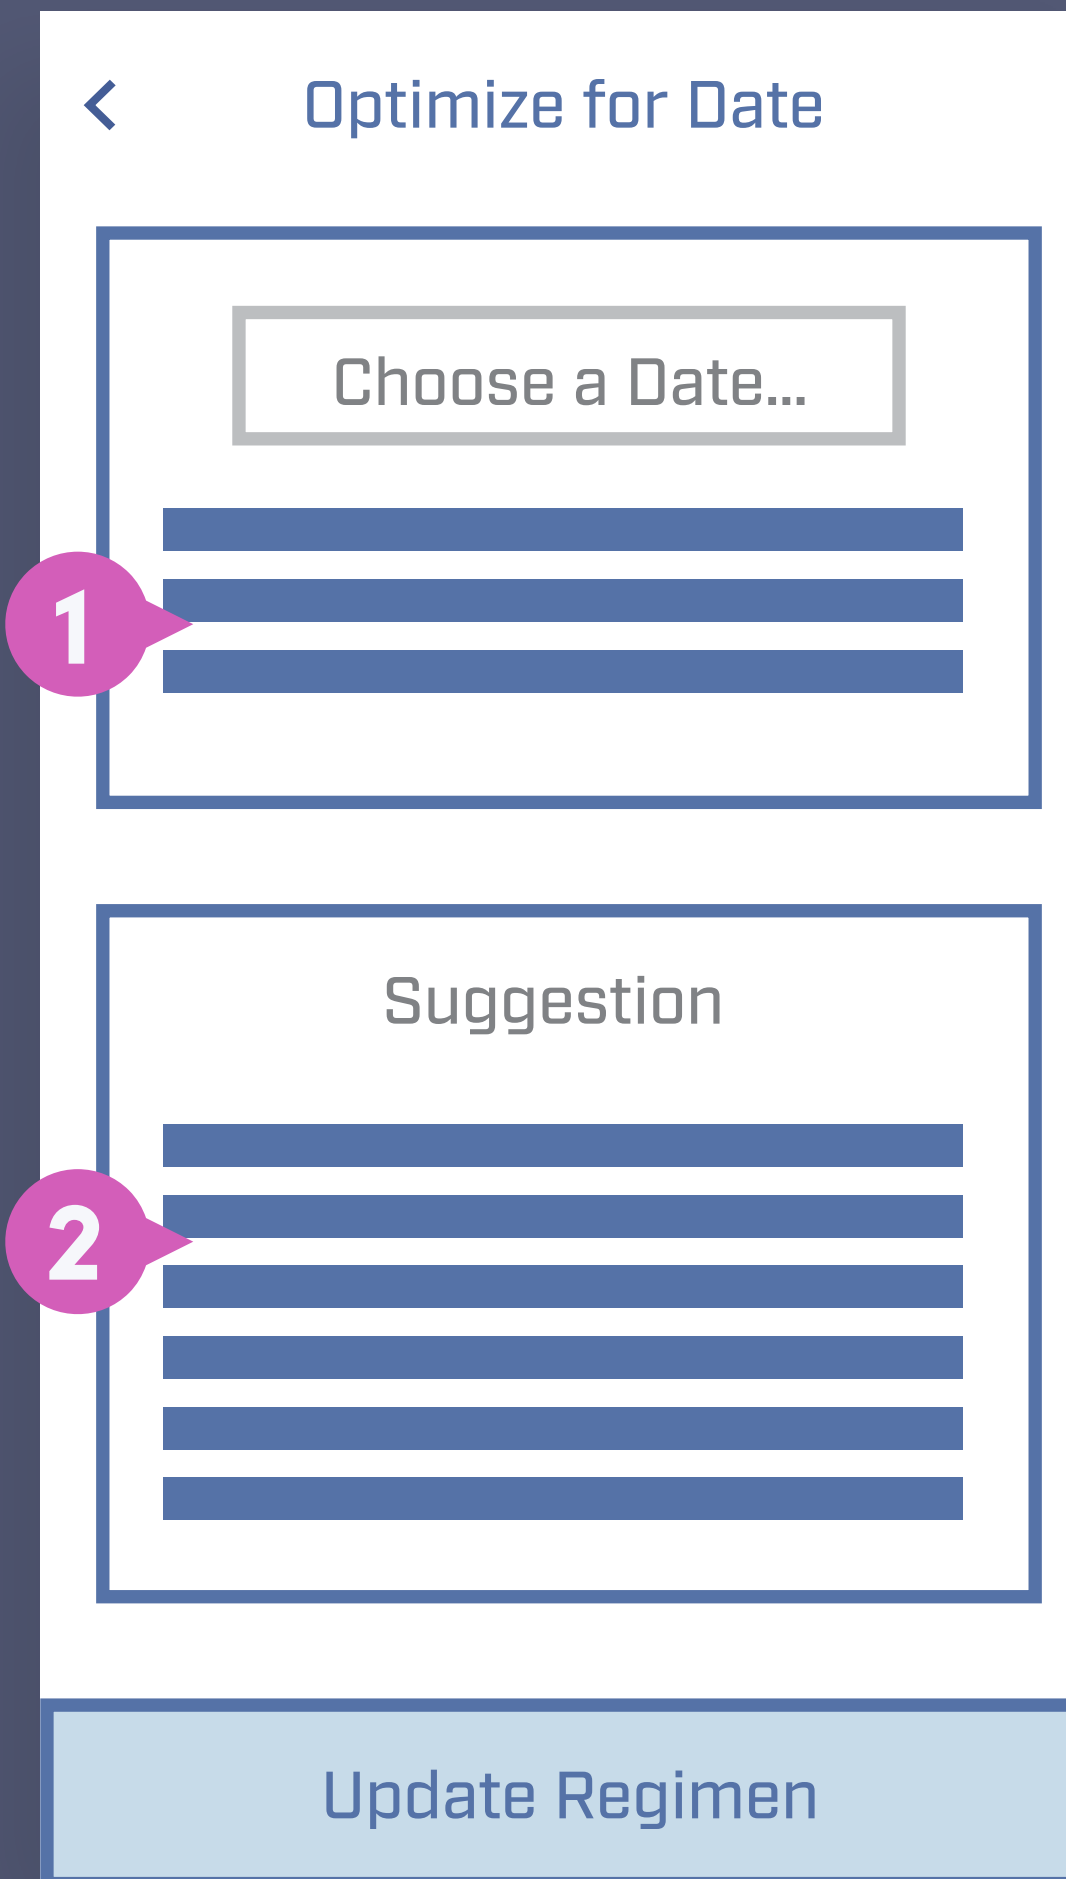 Optimize for Date
Choose a Date...
1
Suggestion
2
Update Regimen